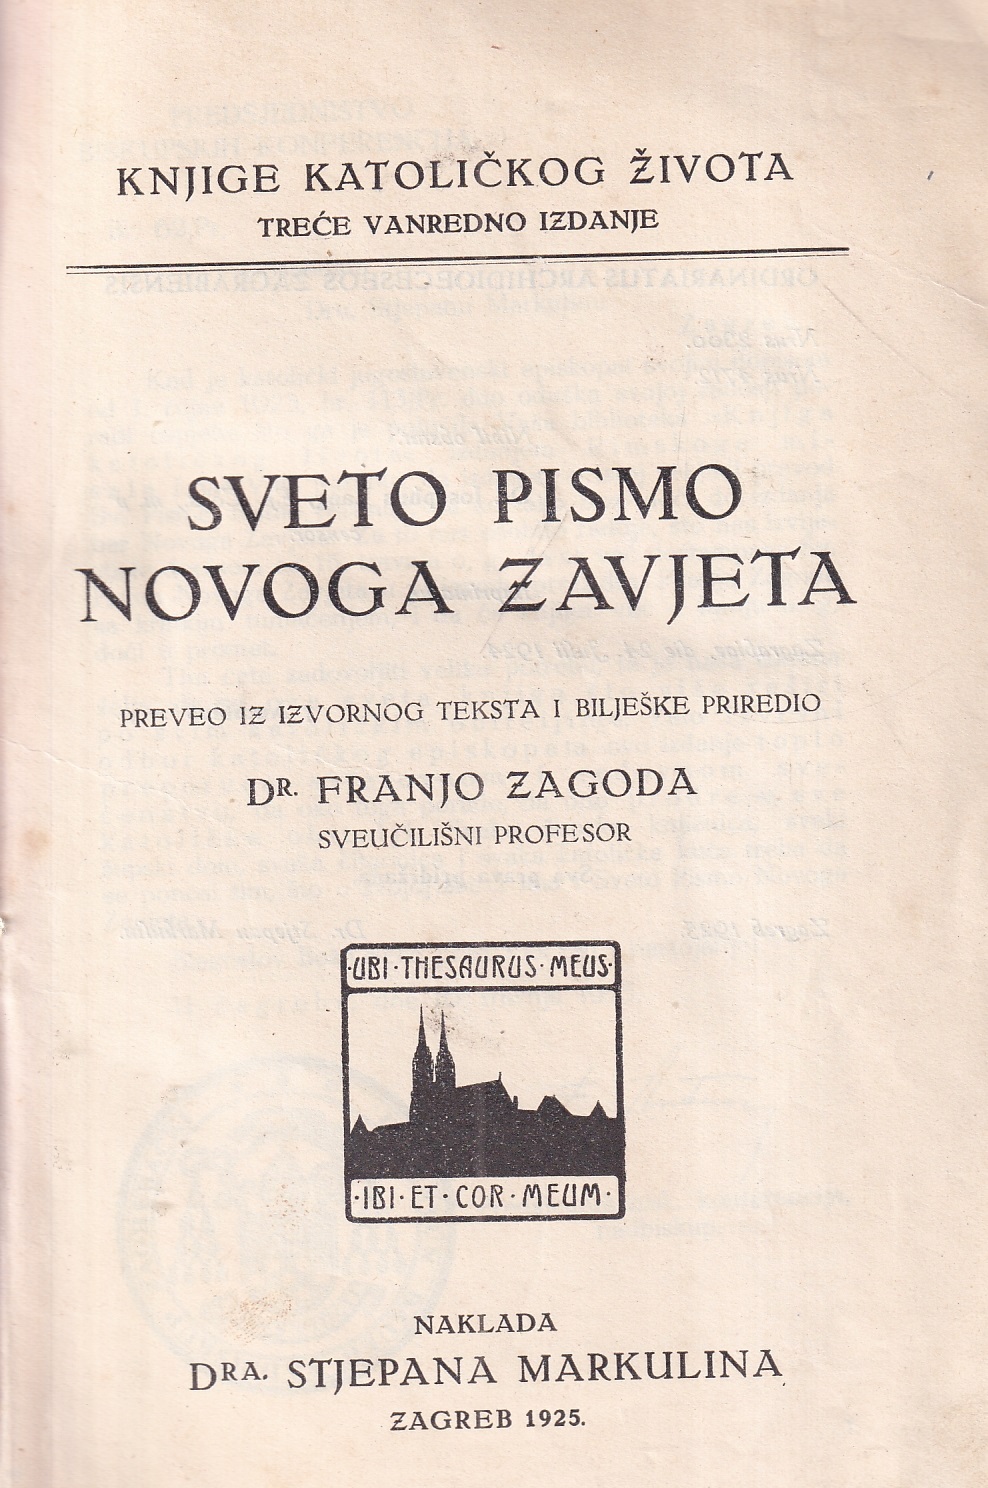 KNJIGE KATOLIČKOG ŽIVOTA
TREĆE VANREDNO IZDANJE
SVETO PISMO
NOVOGA ZAVJETA
PREVEO IZ IZVORNOG TEKSTA I BILJEŠKE PRIREDIO
DR. FRANJO ZAGODA
SVEUČILIŠNI PROFESOR
·UBI·THESAURUS·MEUS·
·IBI·ET·COR·MEUM·
NAKLADA
DRA. STJEPANA MARKULINA
ZAGREB 1925.